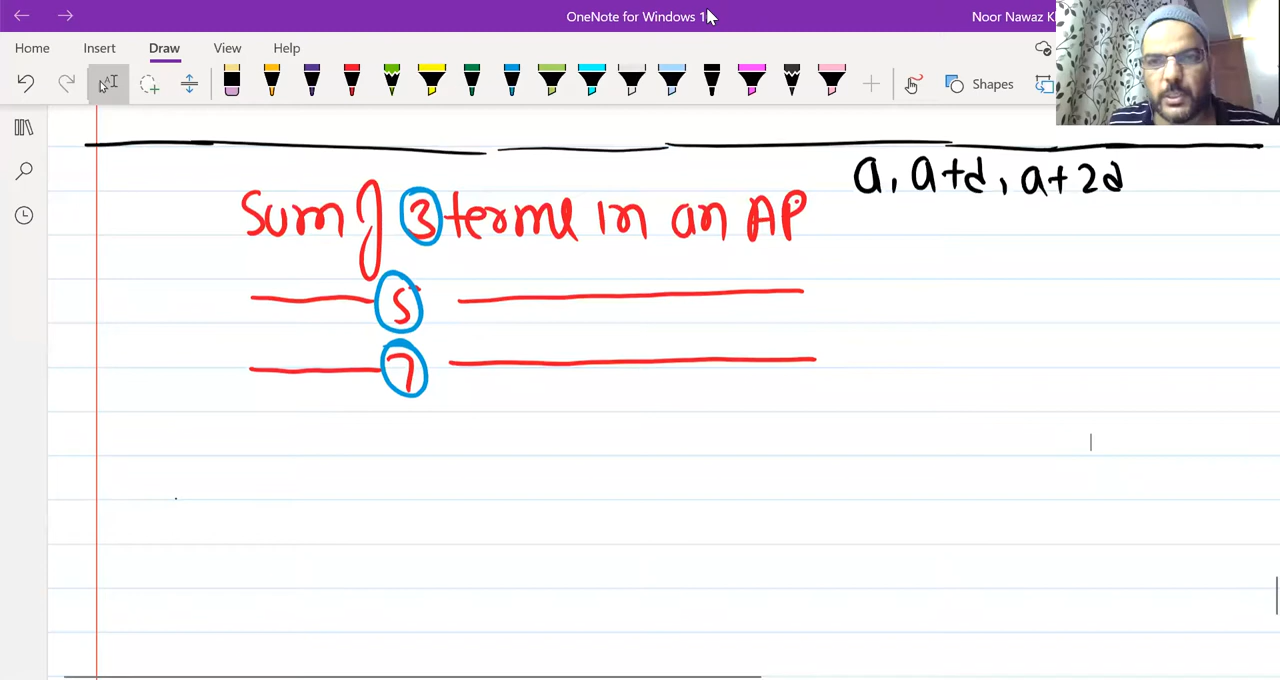 OneNote for Windows 1
Noor Nawaz K
Home Insert Draw View Help
Shapes
a, a+d, a+2d
Sum of 3 terms in an AP
5
7